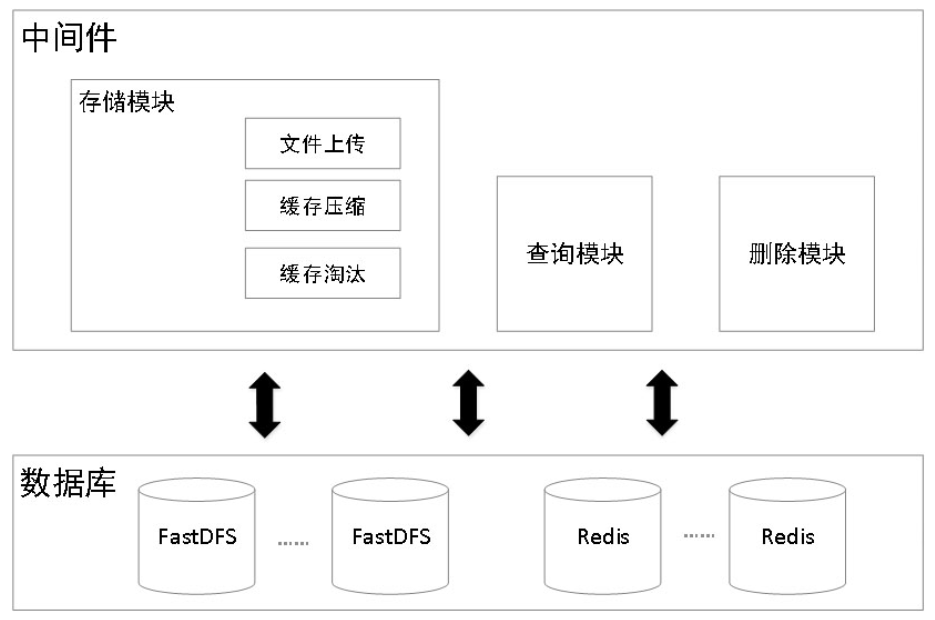 中间件
存储模块
文件上传
缓存压缩
缓存淘汰
查询模块
删除模块
数据库
FastDFS
……
FastDFS
Redis
……
Redis